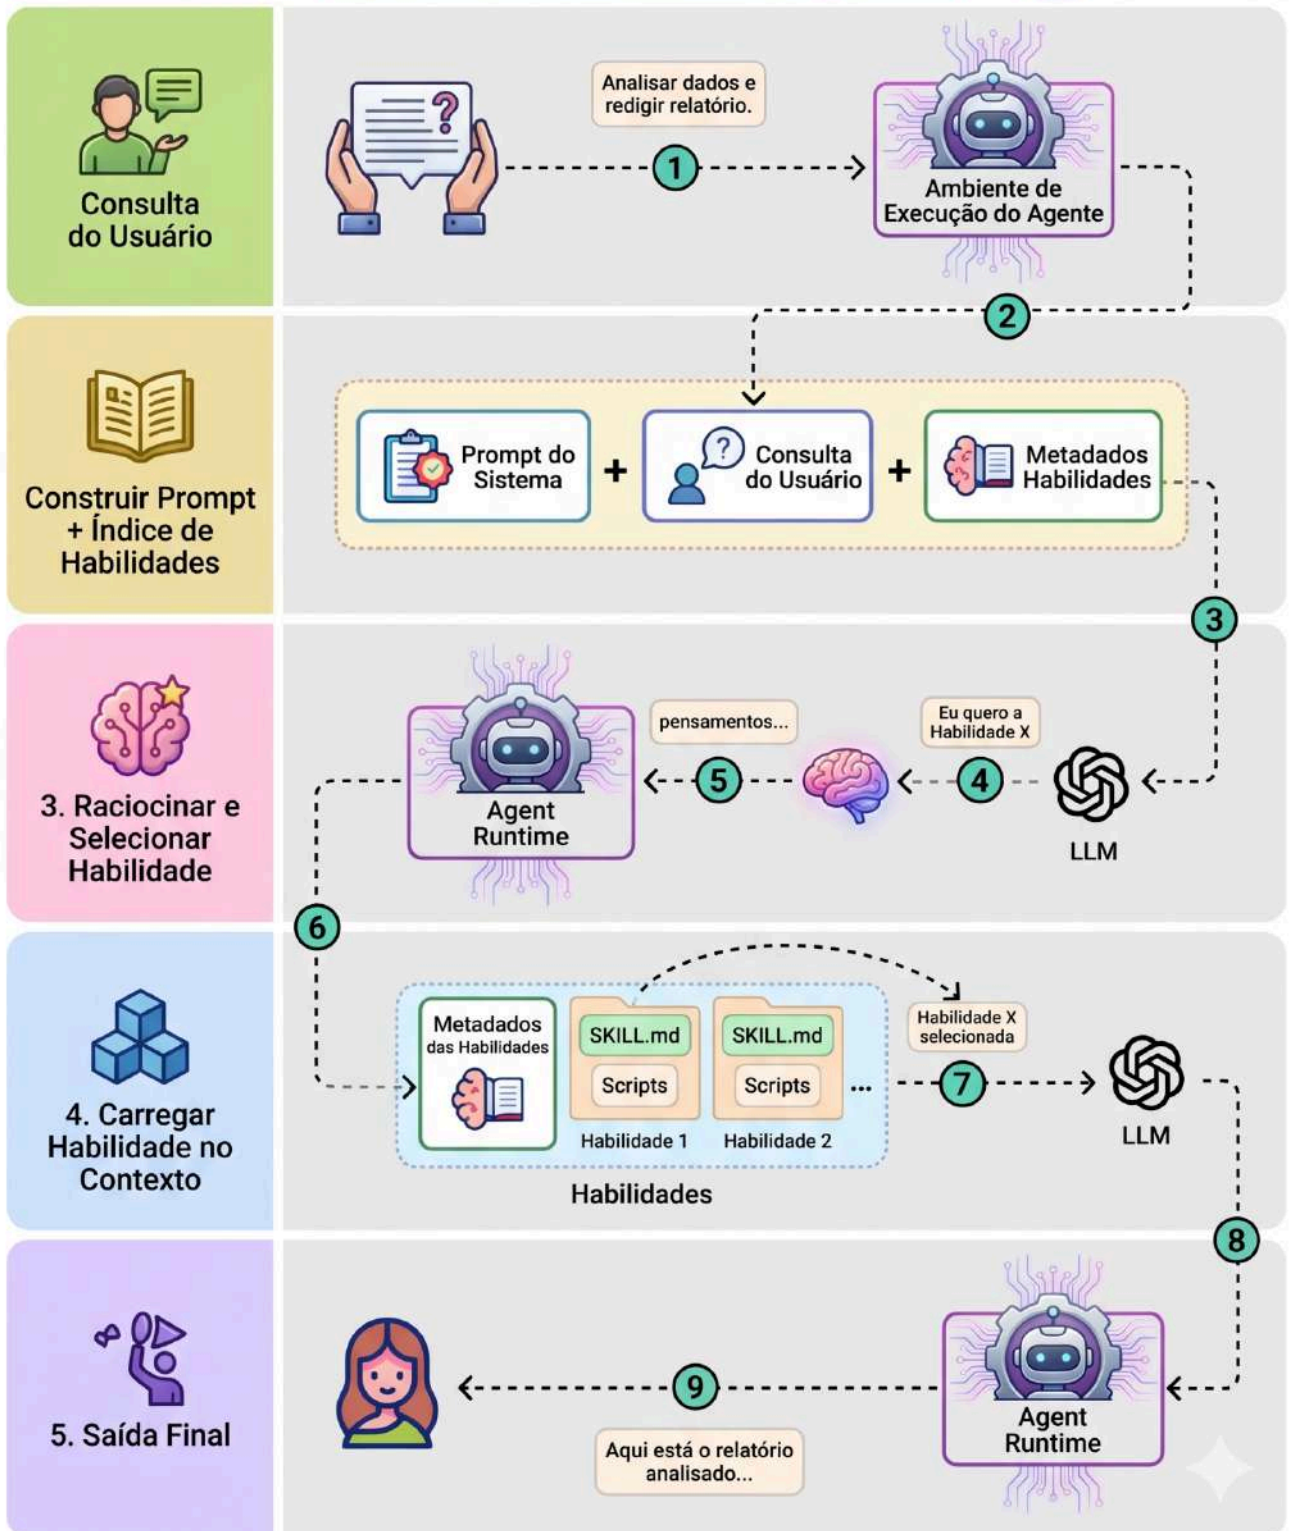 Consulta
do Usuário
?
Analisar dados e
redigir relatório.
1
Ambiente de
Execução do Agente
2
Construir Prompt
+ Índice de
Habilidades
Prompt do
Sistema
+
?
Consulta
do Usuário
+
Metadados
Habilidades
3
3. Raciocinar e
Selecionar
Habilidade
Agent
Runtime
pensamentos...
5
Eu quero a
Habilidade X
4
LLM
6
4. Carregar
Habilidade no
Contexto
Metadados
das Habilidades
SKILL.md
Scripts
Habilidade 1
SKILL.md
Scripts
Habilidade 2
...
Habilidades
Habilidade X
selecionada
7
LLM
8
5. Saída Final
9
Aqui está o relatório
analisado...
Agent
Runtime